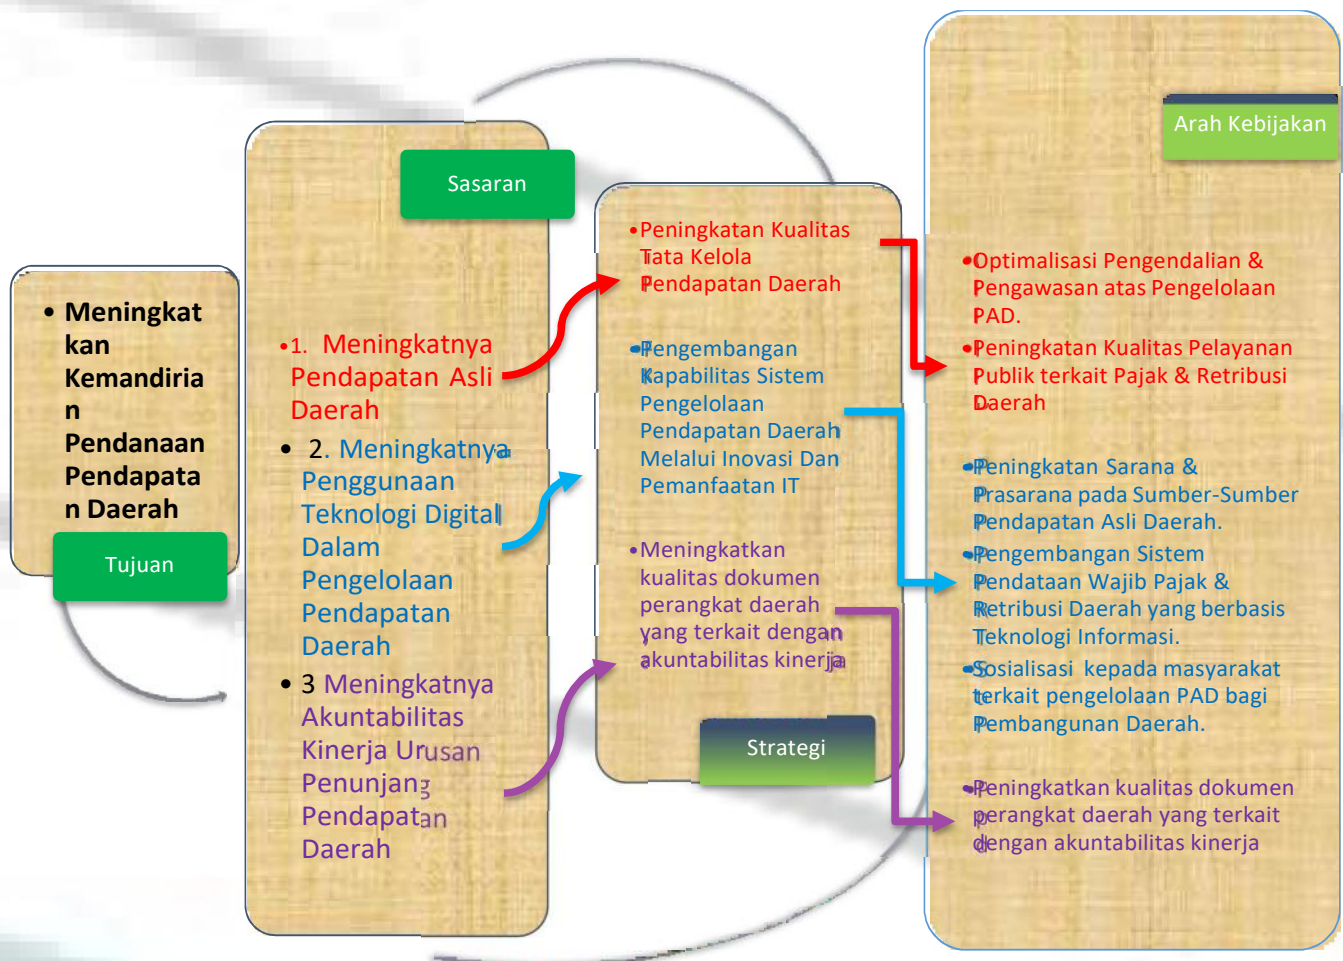 • Meningkat
kan
Kemandiria
n
Pendanaan
Pendapata
n Daerah
Tujuan
Sasaran
•1. Meningkatnya
Pendapatan Asli
Daerah
• 2. Meningkatnya
Penggunaan
Teknologi Digital
Dalam
Pengelolaan
Pendapatan
Daerah
• 3 Meningkatnya
Akuntabilitas
Kinerja Urusan
Penunjang
Pendapatan
Daerah
•Peningkatan Kualitas
Tata Kelola
Pendapatan Daerah
•Pengembangan
Kapabilitas Sistem
Pengelolaan
Pendapatan Daerah
Melalui Inovasi Dan
Pemanfaatan IT
•Meningkatkan
kualitas dokumen
perangkat daerah
yang terkait dengan
akuntabilitas kinerja
Strategi
Arah Kebijakan
•Optimalisasi Pengendalian &
Pengawasan atas Pengelolaan
PAD.
•Peningkatan Kualitas Pelayanan
Publik terkait Pajak & Retribusi
Daerah
•Peningkatan Sarana &
Prasarana pada Sumber-Sumber
Pendapatan Asli Daerah.
•Pengembangan Sistem
Pendataan Wajib Pajak &
Retribusi Daerah yang berbasis
Teknologi Informasi.
•Sosialisasi kepada masyarakat
terkait pengelolaan PAD bagi
Pembangunan Daerah.
•Peningkatkan kualitas dokumen
perangkat daerah yang terkait
dengan akuntabilitas kinerja